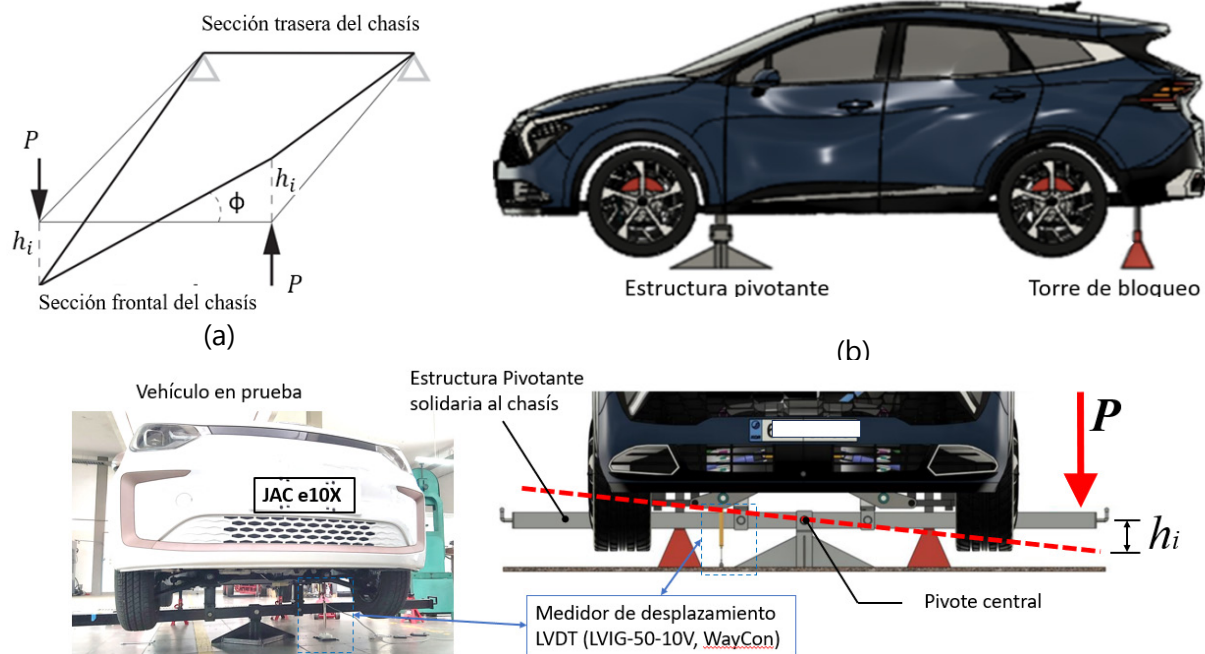 Sección trasera del chasís
P
h_i
ϕ
h_i
P
Sección frontal del chasís
(a)
Estructura pivotante
Torre de bloqueo
(b)
Vehículo en prueba
Estructura Pivotante
solidaria al chasís
JAC e10X
P
h_i
Pivote central
Medidor de desplazamiento
LVDT (LVIG-50-10V, WayCon)